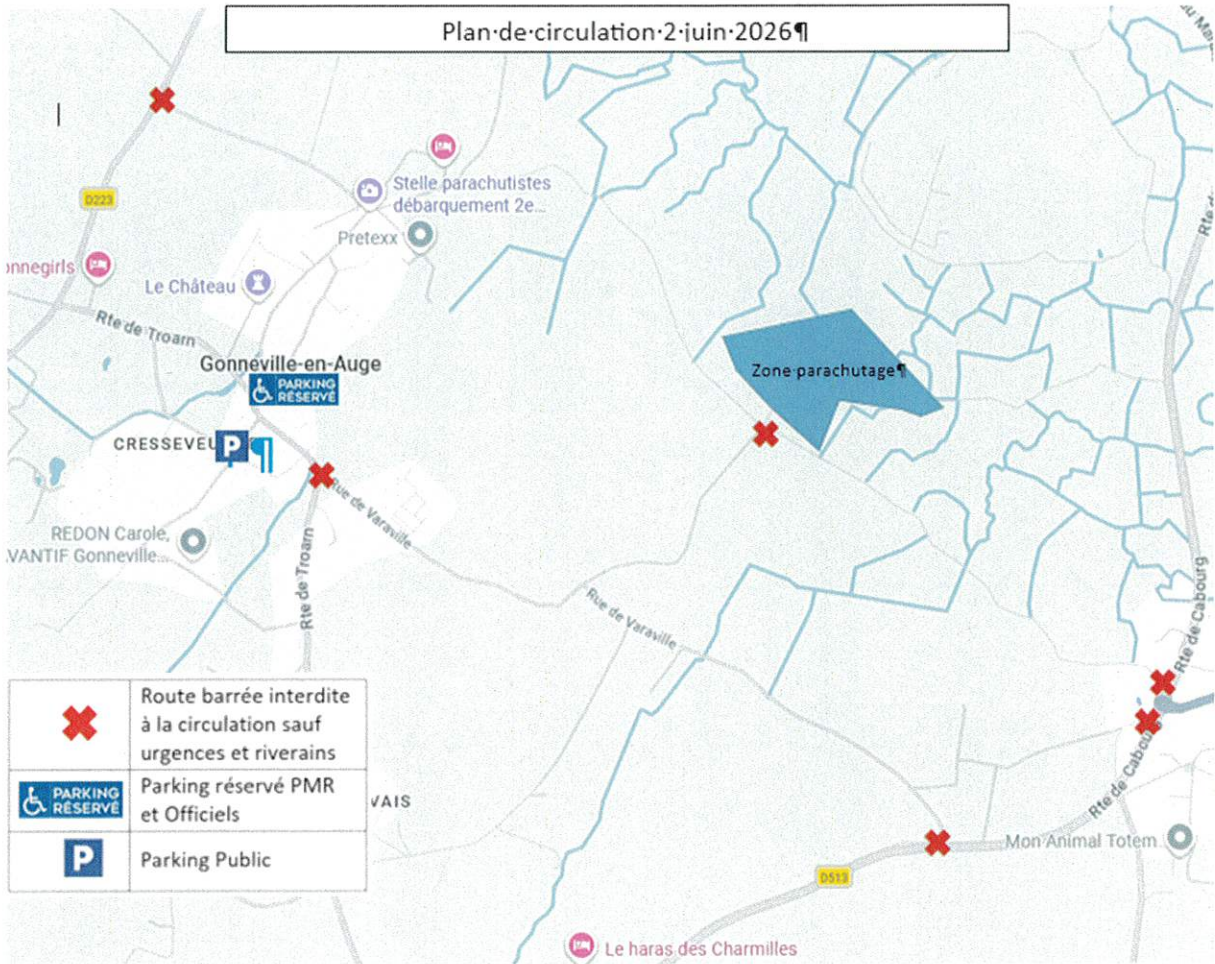 Plan·de·circulation·2·juin·2026¶
D223
Stelle parachutistes
débarquement 2e...
Pretexx
onnegirls
Le Château
Rte de Troarn
Gonneville-en-Auge
PARKING
RÉSERVÉ
Zone·parachutage¶
CRESSEVEU
P ¶
Rue de Varaville
REDON Carole,
VANTIF Gonneville...
Rte de Troarn
Rue de Varaville
Rte de Cabourg
Rte de Cabourg
Route barrée interdite
à la circulation sauf
urgences et riverains
PARKING
RÉSERVÉ
Parking réservé PMR
et Officiels
P
Parking Public
VAIS
Mon Animal Totem
D513
Le haras des Charmilles